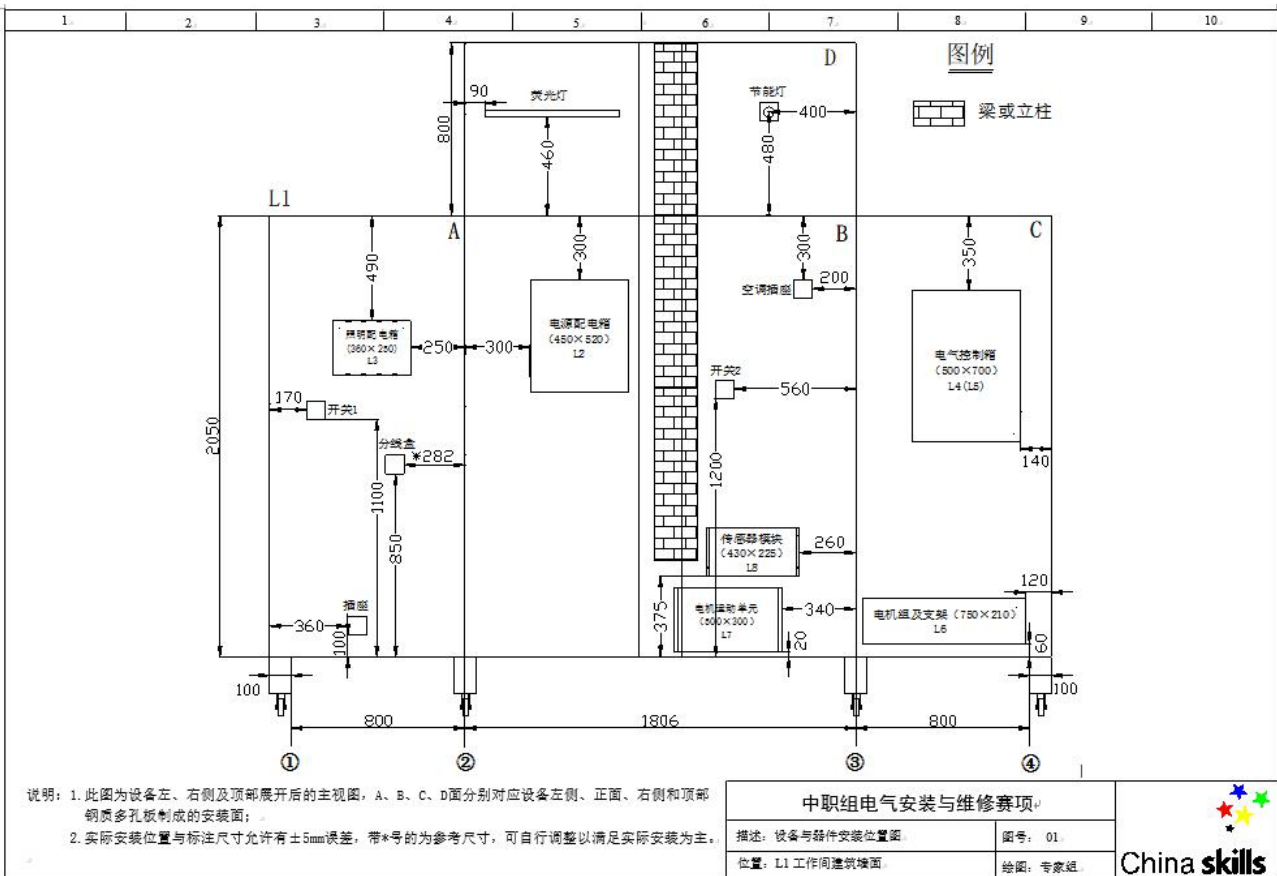 1 2 3 4 5 6 7 8 9 10
D
图例
梁或立柱
90
荧光灯
节能灯
400
800
460
480
L1
A
B
C
490
300
300
350
空调插座
200
照明配电箱
(360×280)
L3
250
300
电源配电箱
(450×520)
L2
电气控制箱
(500×700)
L4(L5)
开关2
560
170
开关1
2050
分线盒
*282
1100
850
1200
140
传感器模块
(430×225)
L8
260
375
120
插座
360
100
电机运动单元
(600×300)
L7
340
20
电机组及支架(750×210)
L6
60
100
100
800
1806
800
① ② ③ ④
说明: 1. 此图为设备左、右侧及顶部展开后的主视图, A、B、C、D面分别对应设备左侧、正面、右侧和顶部
钢质多孔板制成的安装面;
2. 实际安装位置与标注尺寸允许有±5mm误差, 带*号的为参考尺寸, 可自行调整以满足实际安装为主。
中职组电气安装与维修赛项
描述: 设备与器件安装位置图
图号: 01
位置: L1 工作间建筑墙面
绘图: 专家组
China skills